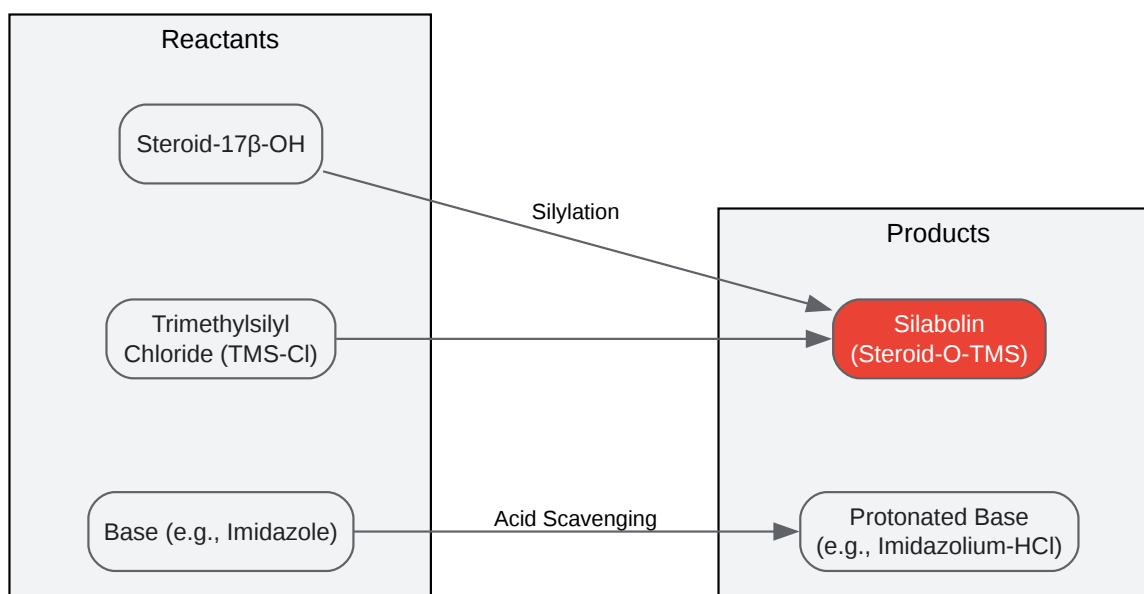 Reactants
Steroid-17β-OH
Silylation
Products
Trimethylsilyl
Chloride (TMS-Cl)
Silabolin
(Steroid-O-TMS)
Base (e.g., Imidazole)
Acid Scavenging
Protonated Base
(e.g., Imidazolium-HCl)